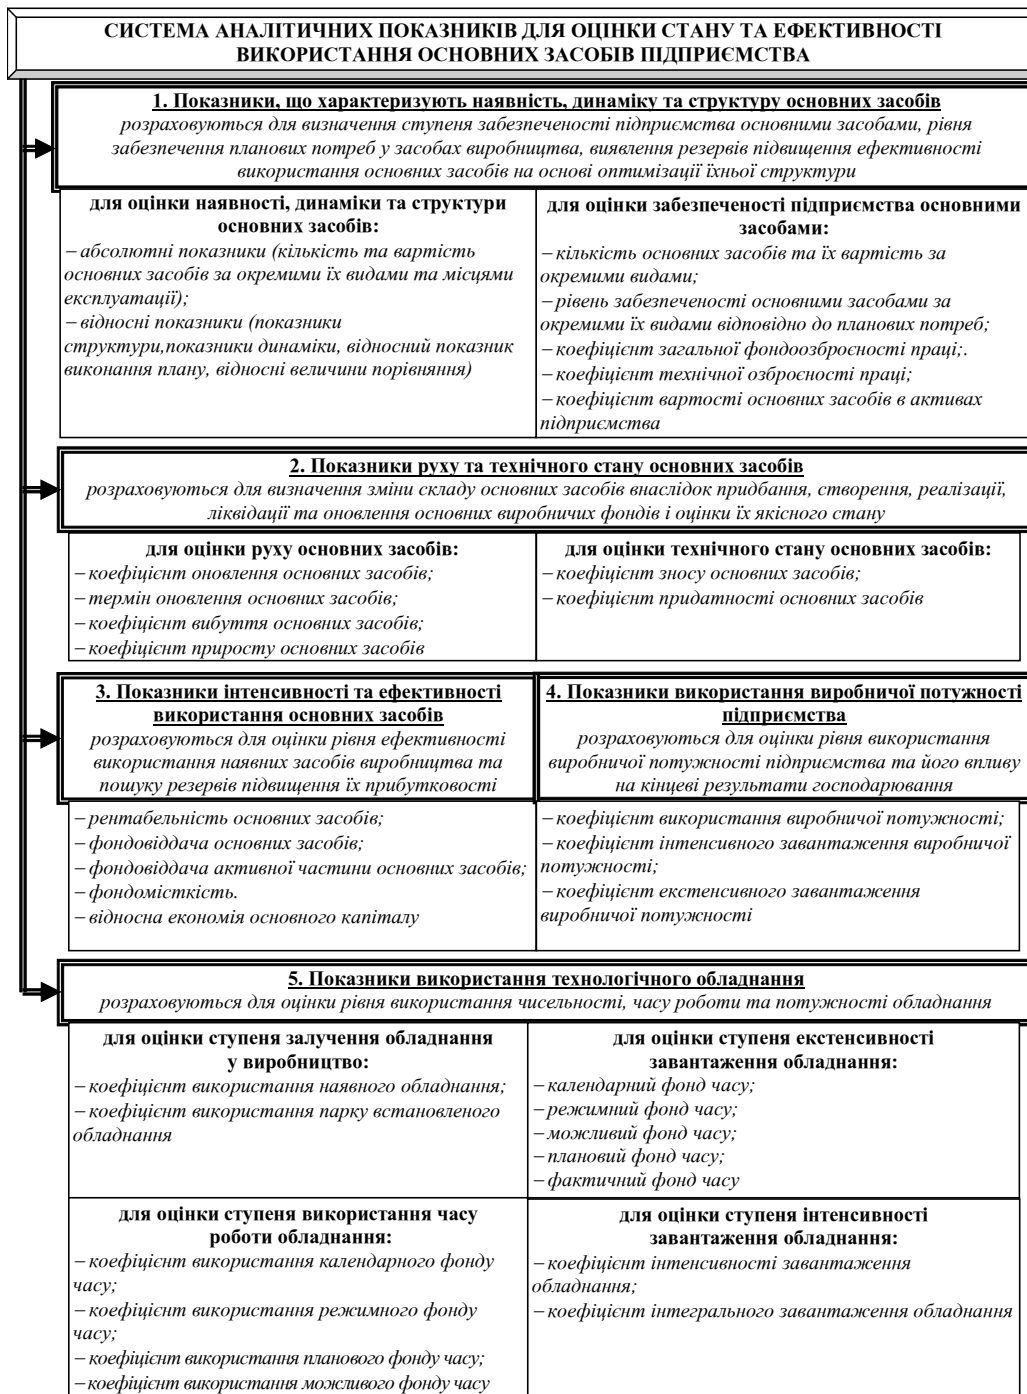 СИСТЕМА АНАЛІТИЧНИХ ПОКАЗНИКІВ ДЛЯ ОЦІНКИ СТАНУ ТА ЕФЕКТИВНОСТІ
ВИКОРИСТАННЯ ОСНОВНИХ ЗАСОБІВ ПІДПРИЄМСТВА
1. Показники, що характеризують наявність, динаміку та структуру основних засобів
розраховуються для визначення ступеня забезпеченості підприємства основними засобами, рівня
забезпечення планових потреб у засобах виробництва, виявлення резервів підвищення ефективності
використання основних засобів на основі оптимізації їхньої структури
для оцінки наявності, динаміки та структури
основних засобів:
– абсолютні показники (кількість та вартість
основних засобів за окремими їх видами та місцями
експлуатації);
– відносні показники (показники
структури,показники динаміки, відносний показник
виконання плану, відносні величини порівняння)
для оцінки забезпеченості підприємства основними
засобами:
– кількість основних засобів та їх вартість за
окремими видами;
– рівень забезпеченості основними засобами за
окремими їх видами відповідно до планових потреб;
– коефіцієнт загальної фондоозброєності праці;.
– коефіцієнт технічної озброєності праці;
– коефіцієнт вартості основних засобів в активах
підприємства
2. Показники руху та технічного стану основних засобів
розраховуються для визначення зміни складу основних засобів внаслідок придбання, створення, реалізації,
ліквідації та оновлення основних виробничих фондів і оцінки їх якісного стану
для оцінки руху основних засобів:
– коефіцієнт оновлення основних засобів;
– термін оновлення основних засобів;
– коефіцієнт вибуття основних засобів;
– коефіцієнт приросту основних засобів
для оцінки технічного стану основних засобів:
– коефіцієнт зносу основних засобів;
– коефіцієнт придатності основних засобів
3. Показники інтенсивності та ефективності
використання основних засобів
розраховуються для оцінки рівня ефективності
використання наявних засобів виробництва та
пошуку резервів підвищення їх прибутковості
4. Показники використання виробничої потужності
підприємства
розраховуються для оцінки рівня використання
виробничої потужності підприємства та його впливу
на кінцеві результати господарювання
– рентабельність основних засобів;
– фондовіддача основних засобів;
– фондовіддача активної частини основних засобів;
– фондомісткість.
– відносна економія основного капіталу
– коефіцієнт використання виробничої потужності;
– коефіцієнт інтенсивного завантаження виробничої
потужності;
– коефіцієнт екстенсивного завантаження
виробничої потужності
5. Показники використання технологічного обладнання
розраховуються для оцінки рівня використання чисельності, часу роботи та потужності обладнання
для оцінки ступеня залучення обладнання
у виробництво:
– коефіцієнт використання наявного обладнання;
– коефіцієнт використання парку встановленого
обладнання
для оцінки ступеня екстенсивності
завантаження обладнання:
– календарний фонд часу;
– режимний фонд часу;
– можливий фонд часу;
– плановий фонд часу;
– фактичний фонд часу
для оцінки ступеня використання часу
роботи обладнання:
– коефіцієнт використання календарного фонду
часу;
– коефіцієнт використання режимного фонду
часу;
– коефіцієнт використання планового фонду часу;
– коефіцієнт використання можливого фонду часу
для оцінки ступеня інтенсивності
завантаження обладнання:
– коефіцієнт інтенсивності завантаження
обладнання;
– коефіцієнт інтегрального завантаження обладнання